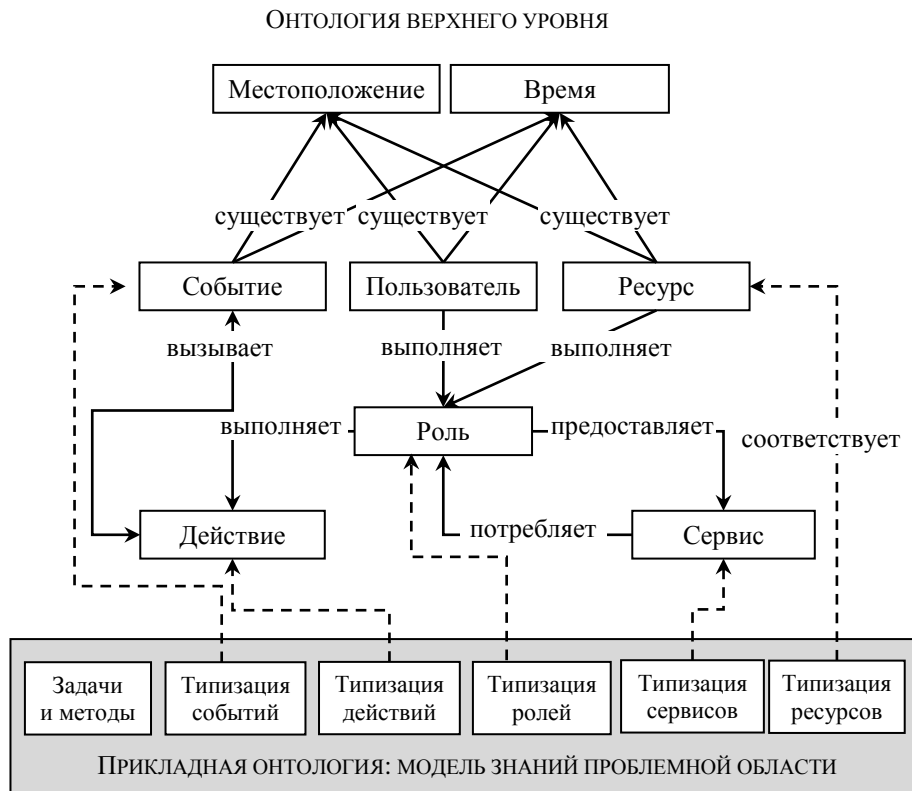 ОНТОЛОГИЯ ВЕРХНЕГО УРОВНЯ
Местоположение
Время
существует
существует
существует
Событие
Пользователь
Ресурс
вызывает
выполняет
выполняет
выполняет
Роль
предоставляет
соответствует
Действие
потребляет
Сервис
Задачи
и методы
Типизация
событий
Типизация
действий
Типизация
ролей
Типизация
сервисов
Типизация
ресурсов
ПРИКЛАДНАЯ ОНТОЛОГИЯ: МОДЕЛЬ ЗНАНИЙ ПРОБЛЕМНОЙ ОБЛАСТИ